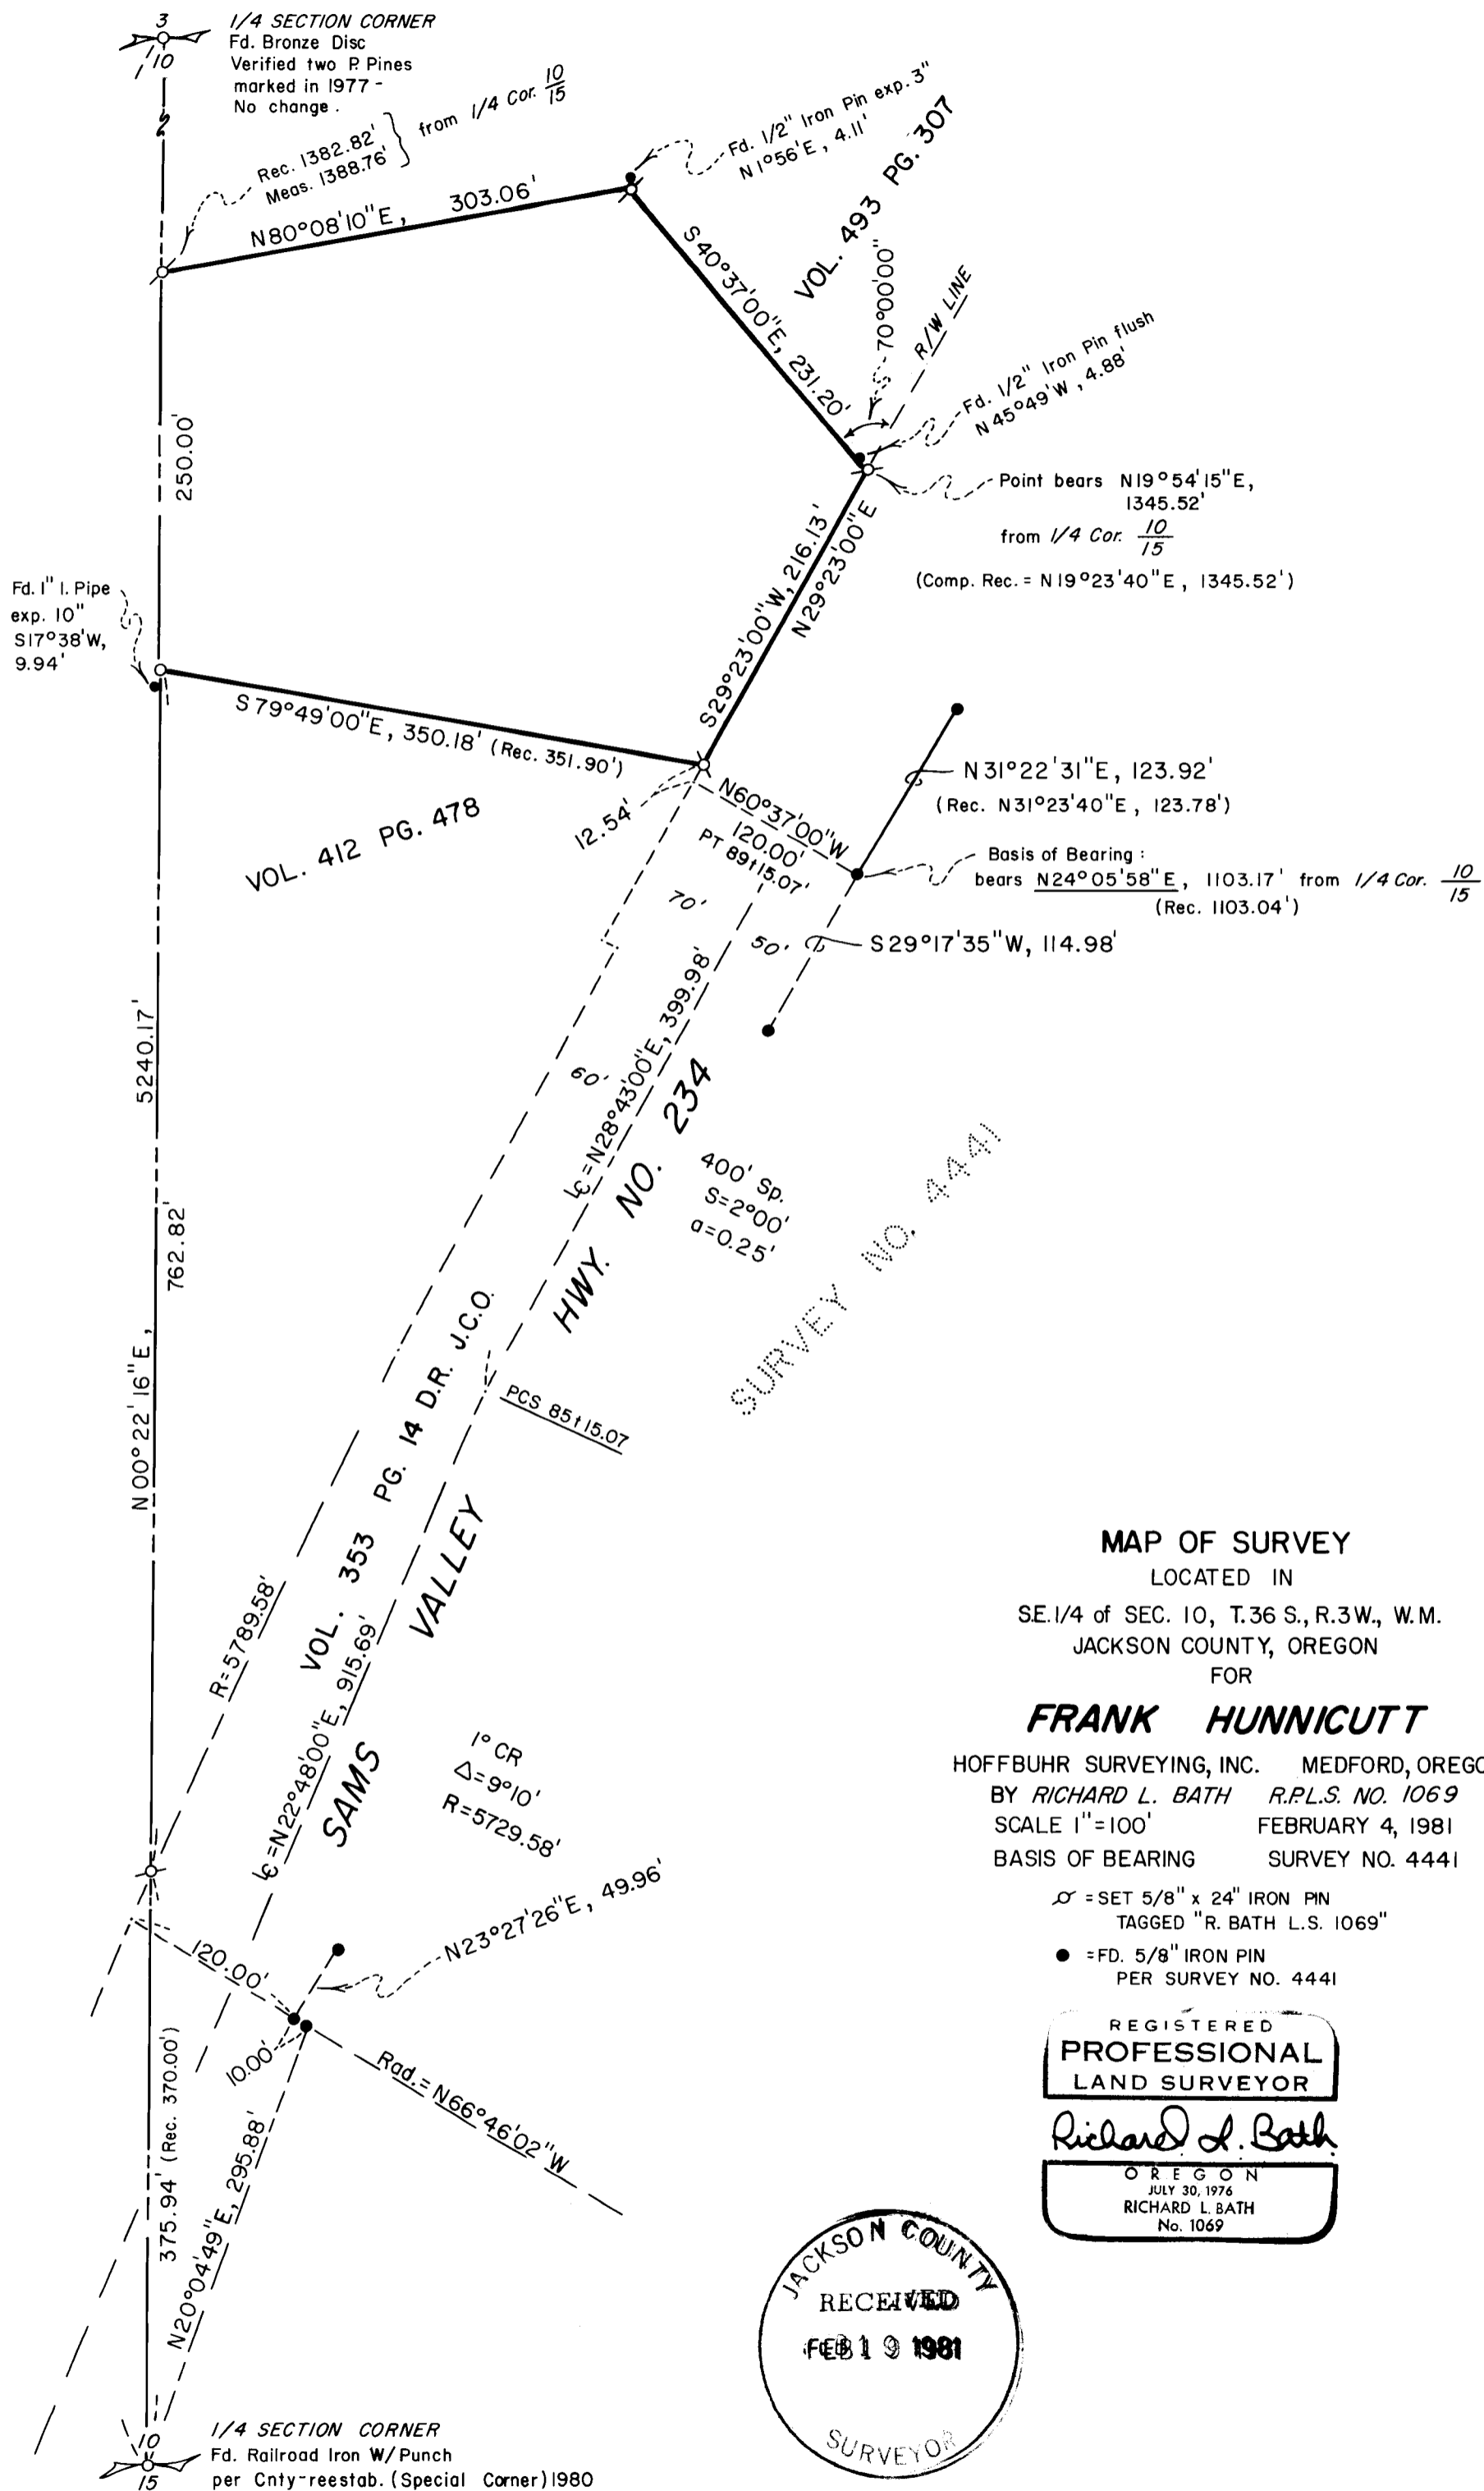 3
10
1/4 SECTION CORNER
Fd. Bronze Disc
Verified two P. Pines
marked in 1977 -
No change.
Rec. 1382.82'
Meas. 1388.76'
from 1/4 Cor. 10/15
Fd. 1/2" Iron Pin exp. 3"
N1°56'E, 4.11'
N80°08'10"E, 303.06'
VOL. 493 PG. 307
S40°37'00"E, 231.20'
70°00'00"
R/W LINE
Fd. 1/2" Iron Pin flush
N45°49'W, 4.88'
250.00'
Point bears N19°54'15"E,
1345.52'
from 1/4 Cor. 10/15
(Comp. Rec. = N19°23'40"E, 1345.52')
S29°23'00"W, 216.13'
N29°23'00"E
Fd. 1" I. Pipe
exp. 10"
S17°38'W,
9.94'
S79°49'00"E, 350.18' (Rec. 351.90')
VOL. 412 PG. 478
12.54'
N60°37'00"W
120.00'
PT 89+15.07'
N31°22'31"E, 123.92'
(Rec. N31°23'40"E, 123.78')
Basis of Bearing :
bears N24°05'58"E, 1103.17' from 1/4 Cor. 10/15
(Rec. 1103.04')
70'
50'
S29°17'35"W, 114.98'
5240.17'
60'
LC=N28°43'00"E, 399.98'
HWY. NO. 234
400' Sp.
S=2°00'
a=0.25'
SURVEY NO. 4441
762.82'
N00°22'16"E,
VOL. 353 PG. 14 D.R. J.C.O.
PCS 85+15.07
R=5789.58'
LC=N22°48'00"E, 915.69'
SAMS VALLEY
1° CR
Δ=9°10'
R=5729.58'
N23°27'26"E, 49.96'
120.00'
10.00'
Rad.= N66°46'02"W
375.94' (Rec. 370.00')
N20°04'49"E, 295.88'
10
15
1/4 SECTION CORNER
Fd. Railroad Iron W/Punch
per Cnty-reestab. (Special Corner) 1980
MAP OF SURVEY
LOCATED IN
S.E.1/4 of SEC. 10, T.36 S., R.3W., W.M.
JACKSON COUNTY, OREGON
FOR
FRANK HUNNICUTT
HOFFBUHR SURVEYING, INC. MEDFORD, OREGO
BY RICHARD L. BATH R.P.L.S. NO. 1069
SCALE 1"=100' FEBRUARY 4, 1981
BASIS OF BEARING SURVEY NO. 4441
= SET 5/8" x 24" IRON PIN
TAGGED "R. BATH L.S. 1069"
= FD. 5/8" IRON PIN
PER SURVEY NO. 4441
REGISTERED
PROFESSIONAL
LAND SURVEYOR
Richard L. Bath
OREGON
JULY 30, 1976
RICHARD L. BATH
No. 1069
JACKSON COUNTY
RECEIVED
FEB 19 1981
SURVEYOR